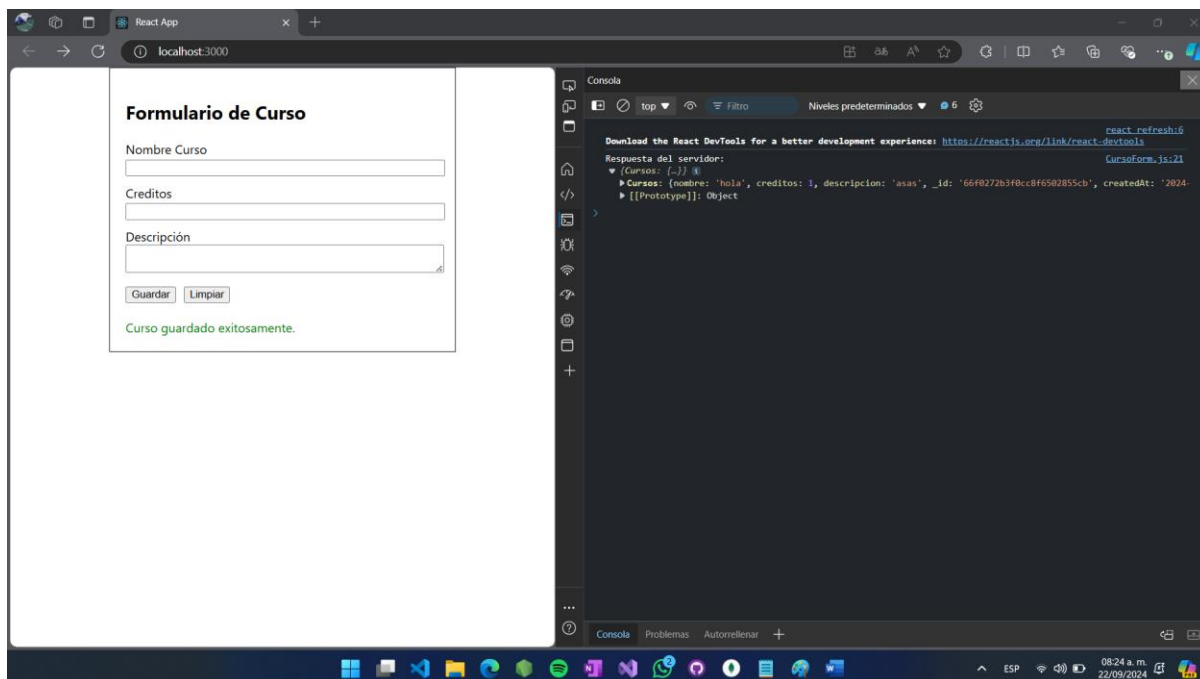 React App
localhost:3000
Formulario de Curso
Nombre Curso
Creditos
Descripción
Guardar Limpiar
Curso guardado exitosamente.
Consola
top ▼ Filtro Niveles predeterminados ▼ 6
react refresh:6
Download the React DevTools for a better development experience: https://reactjs.org/link/react-devtools
Respuesta del servidor: CursoForm.js:21
▼ {Cursos: {…}} i
▶ Cursos: {nombre: 'hola', creditos: 1, descripcion: 'asas', _id: '66f0272b3f0cc8f6502855cb', createdAt: '2024-
▶ [[Prototype]]: Object
Consola Problemas Autorrellenar
ESP 08:24 a. m.
22/09/2024